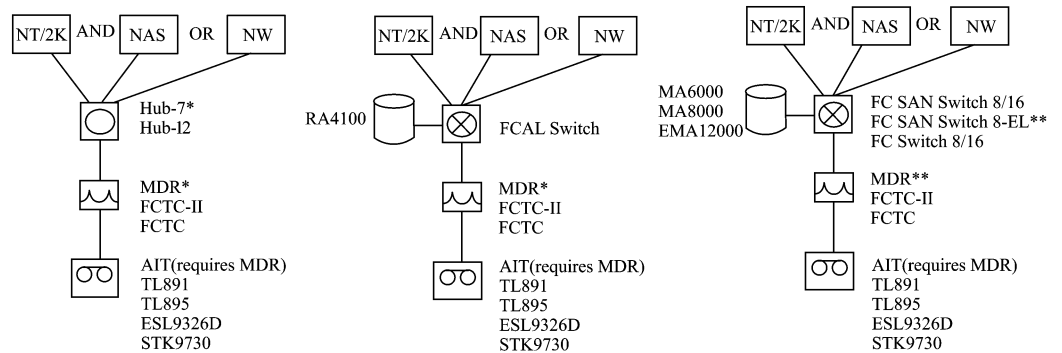 NT/2K AND NAS OR NW
Hub-7*
Hub-12
MDR*
FCTC-II
FCTC
AIT(requires MDR)
TL891
TL895
ESL9326D
STK9730
NT/2K AND NAS OR NW
RA4100
FCAL Switch
MDR*
FCTC-II
FCTC
AIT(requires MDR)
TL891
TL895
ESL9326D
STK9730
NT/2K AND NAS OR NW
MA6000
MA8000
EMA12000
FC SAN Switch 8/16
FC SAN Switch 8-EL**
FC Switch 8/16
MDR**
FCTC-II
FCTC
AIT(requires MDR)
TL891
TL895
ESL9326D
STK9730